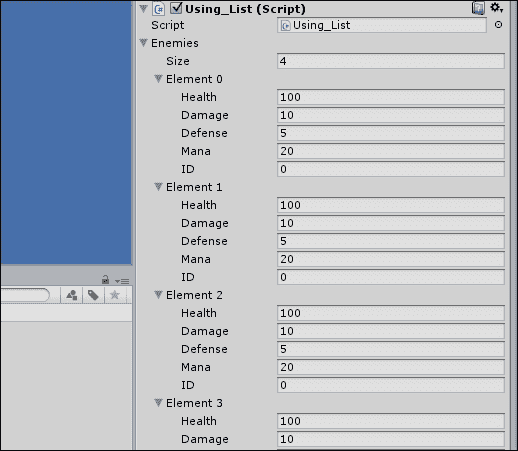 Using_List (Script)
Script Using_List
Enemies
Size 4
Element 0
Health 100
Damage 10
Defense 5
Mana 20
ID 0
Element 1
Health 100
Damage 10
Defense 5
Mana 20
ID 0
Element 2
Health 100
Damage 10
Defense 5
Mana 20
ID 0
Element 3
Health 100
Damage 10